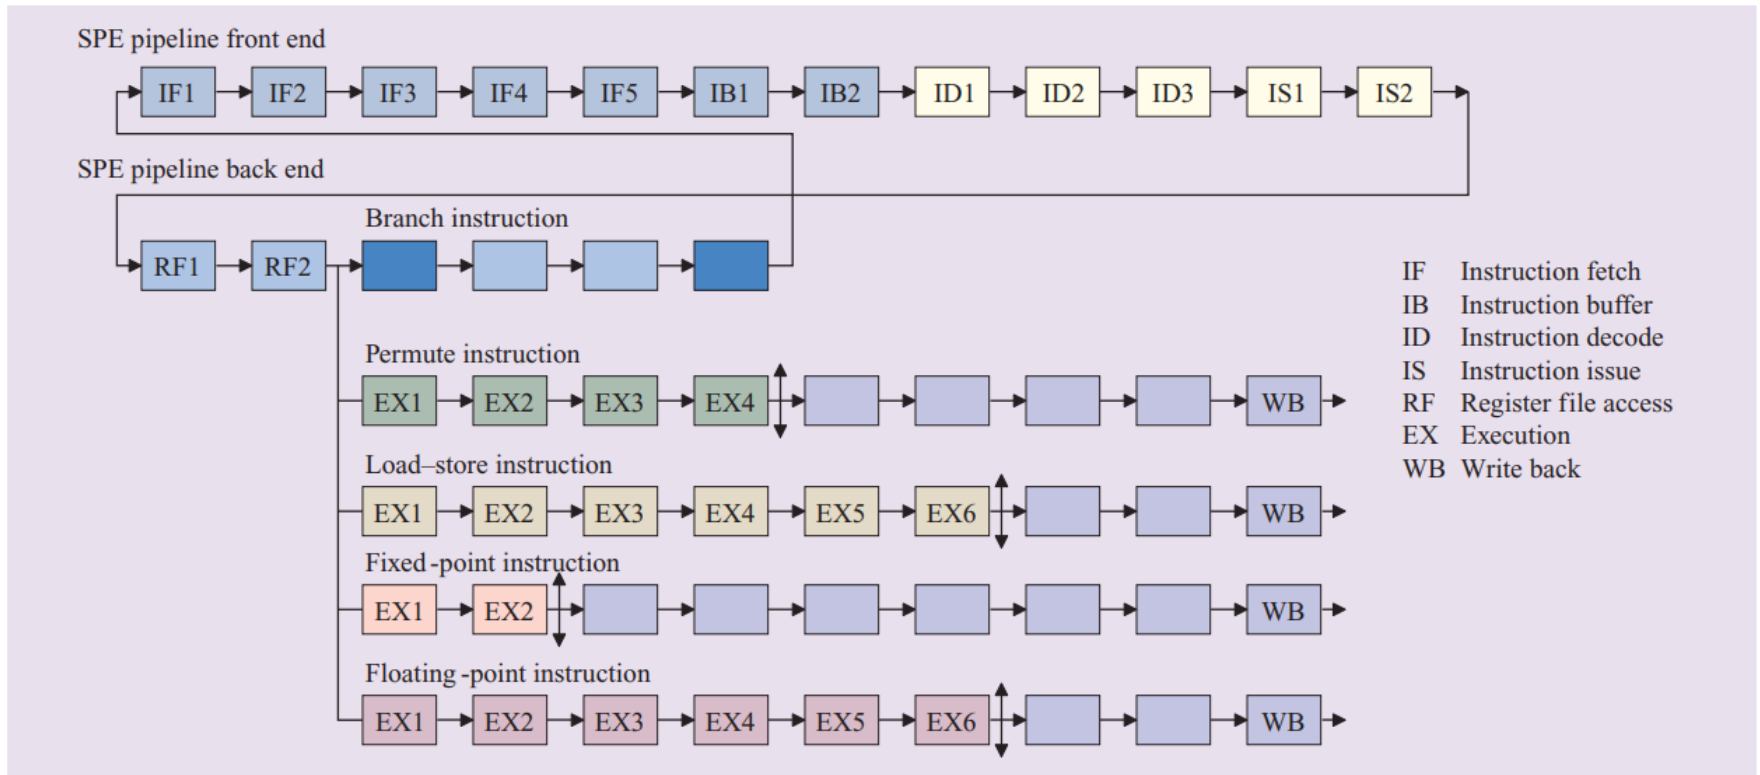 SPE pipeline front end
IF1 IF2 IF3 IF4 IF5 IB1 IB2 ID1 ID2 ID3 IS1 IS2
SPE pipeline back end
Branch instruction
RF1 RF2
Permute instruction
EX1 EX2 EX3 EX4 WB
Load–store instruction
EX1 EX2 EX3 EX4 EX5 EX6 WB
Fixed-point instruction
EX1 EX2 WB
Floating-point instruction
EX1 EX2 EX3 EX4 EX5 EX6 WB
IF Instruction fetch
IB Instruction buffer
ID Instruction decode
IS Instruction issue
RF Register file access
EX Execution
WB Write back